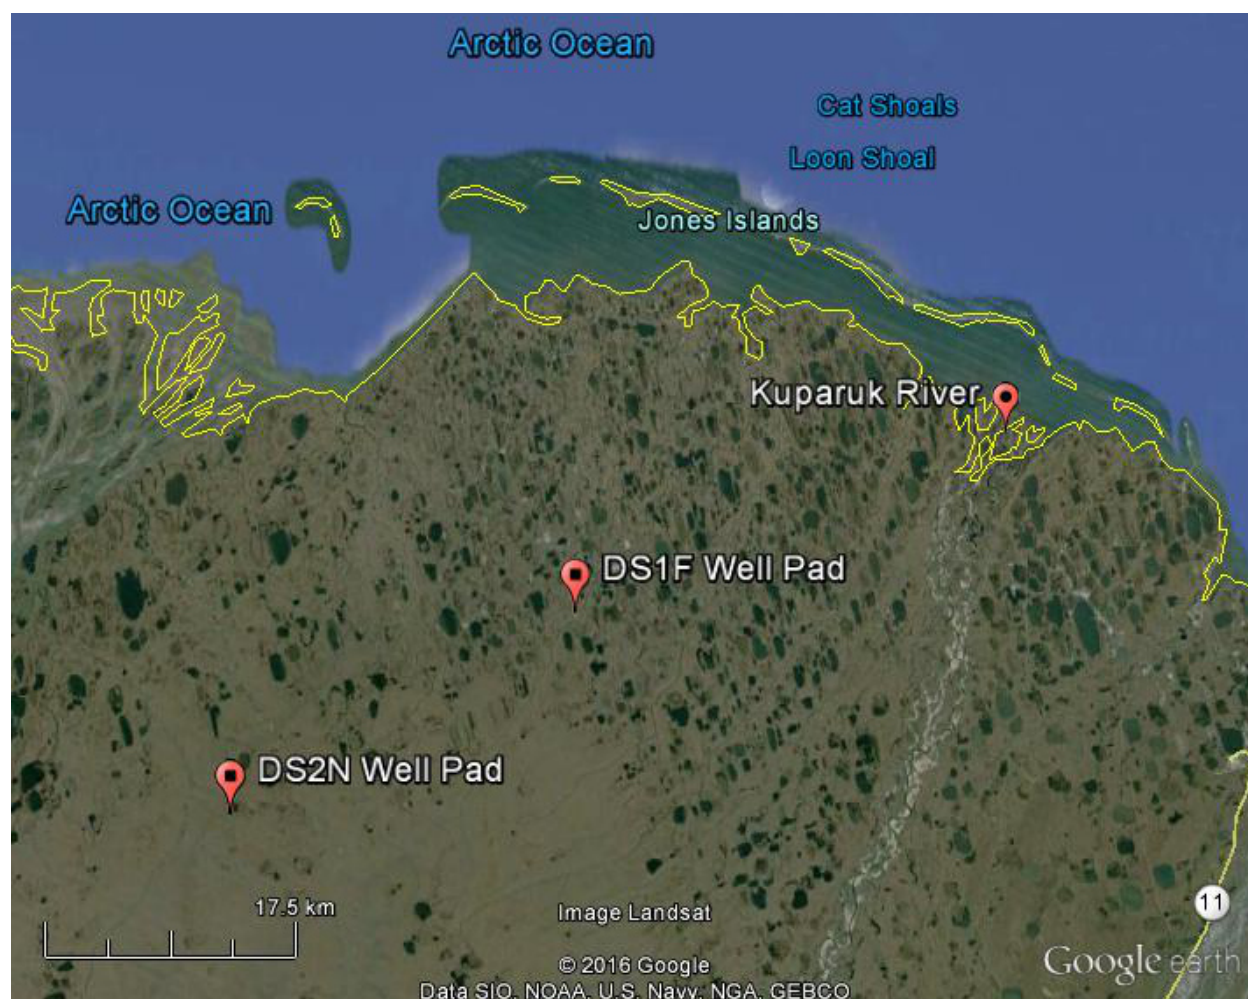 Arctic Ocean
Cat Shoals
Loon Shoal
Arctic Ocean
Jones Islands
Kuparuk River
DS1F Well Pad
DS2N Well Pad
17.5 km
11
Image Landsat
© 2016 Google
Google earth
Data SIO, NOAA, U.S. Navy, NGA, GEBCO